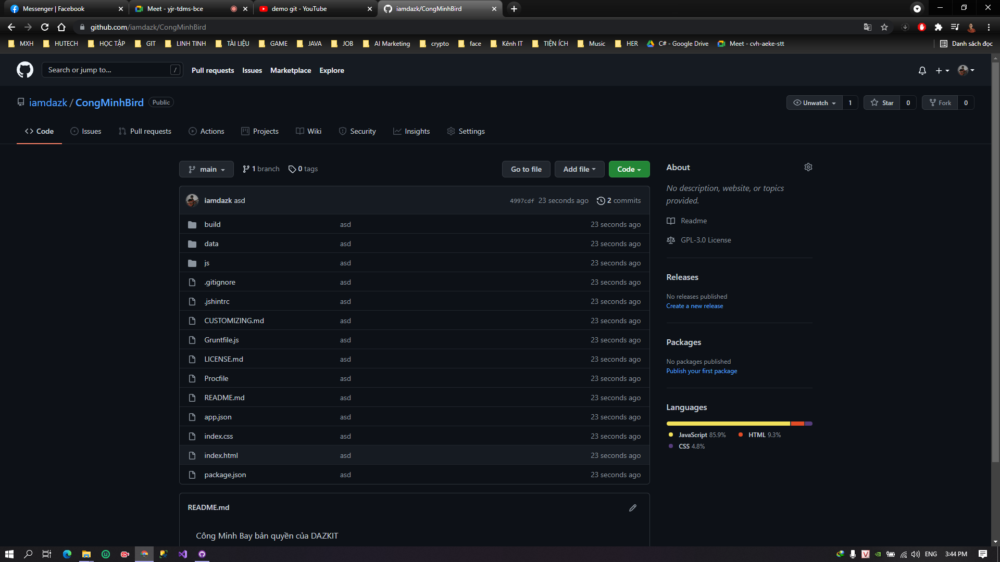 Messenger | Facebook
Meet - yjr-tdms-bce
demo git - YouTube
iamdazk/CongMinhBird
github.com/iamdazk/CongMinhBird
MXH HUTECH HỌC TẬP GIT LINH TINH TÀI LIỆU GAME JAVA JOB AI Marketing crypto face Kênh IT TIỆN ÍCH Music HER C# - Google Drive Meet - cvh-aeke-stt Danh sách đọc
Search or jump to... / Pull requests Issues Marketplace Explore
iamdazk / CongMinhBird Public Unwatch 1 Star 0 Fork 0
Code Issues Pull requests Actions Projects Wiki Security Insights Settings
main 1 branch 0 tags Go to file Add file Code
iamdazk asd 4997cdf 23 seconds ago 2 commits
build asd 23 seconds ago
data asd 23 seconds ago
js asd 23 seconds ago
.gitignore asd 23 seconds ago
.jshintrc asd 23 seconds ago
CUSTOMIZING.md asd 23 seconds ago
Gruntfile.js asd 23 seconds ago
LICENSE.md asd 23 seconds ago
Procfile asd 23 seconds ago
README.md asd 23 seconds ago
app.json asd 23 seconds ago
index.css asd 23 seconds ago
index.html asd 23 seconds ago
package.json asd 23 seconds ago
README.md
Công Minh Bay bản quyền của DAZKIT
About
No description, website, or topics
provided.
Readme
GPL-3.0 License
Releases
No releases published
Create a new release
Packages
No packages published
Publish your first package
Languages
JavaScript 85.9% HTML 9.3%
CSS 4.8%
ENG 3:44 PM